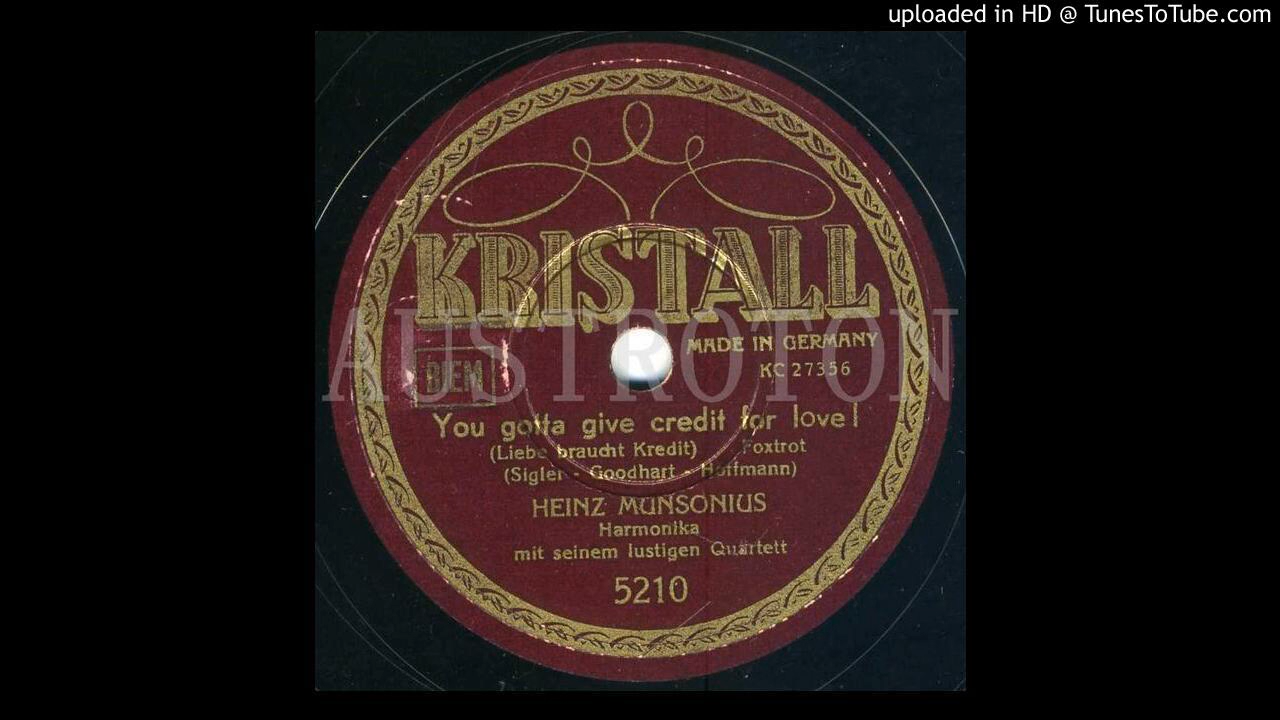 uploaded in HD @ TunesToTube.com
KRISTALL
AUSTROTON
MADE IN GERMANY
KC 27356
BIEM
You gotta give credit for love!
(Liebe braucht Kredit) Foxtrot
(Sigler - Goodhart - Hoffmann)
HEINZ MUNSONIUS
Harmonika
mit seinem lustigen Quartett
5210